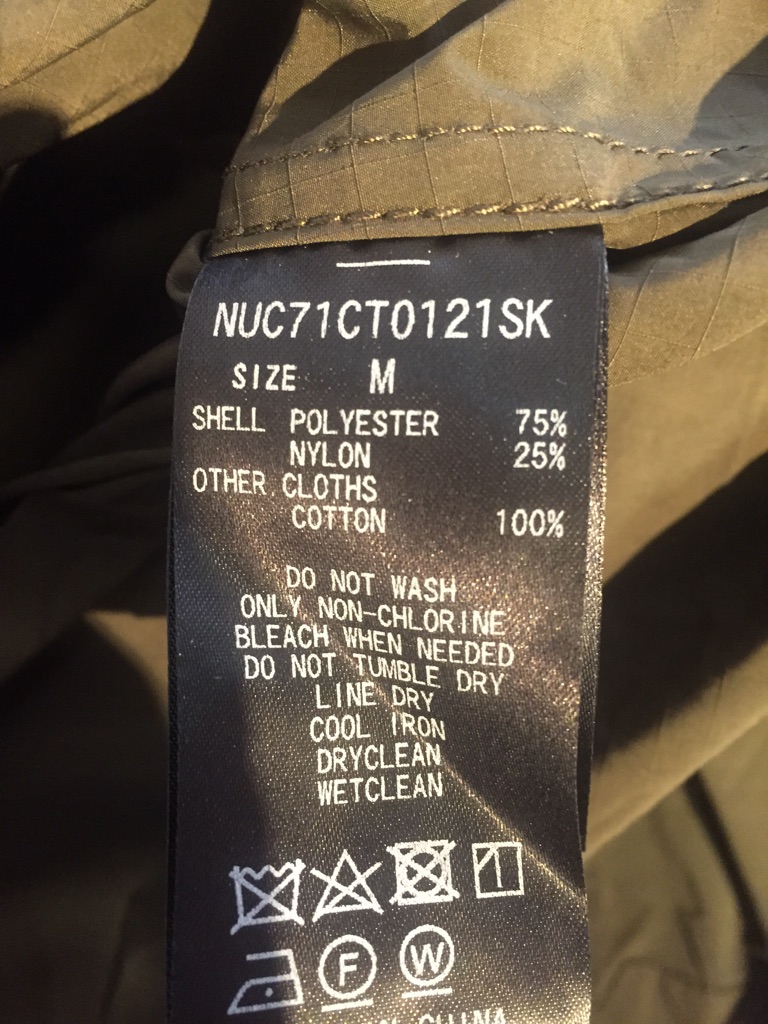 NUC71CT0121SK
SIZE M
SHELL POLYESTER 75%
NYLON 25%
OTHER CLOTHS
COTTON 100%
DO NOT WASH
ONLY NON-CHLORINE
BLEACH WHEN NEEDED
DO NOT TUMBLE DRY
LINE DRY
COOL IRON
DRYCLEAN
WETCLEAN
F W
CHINA